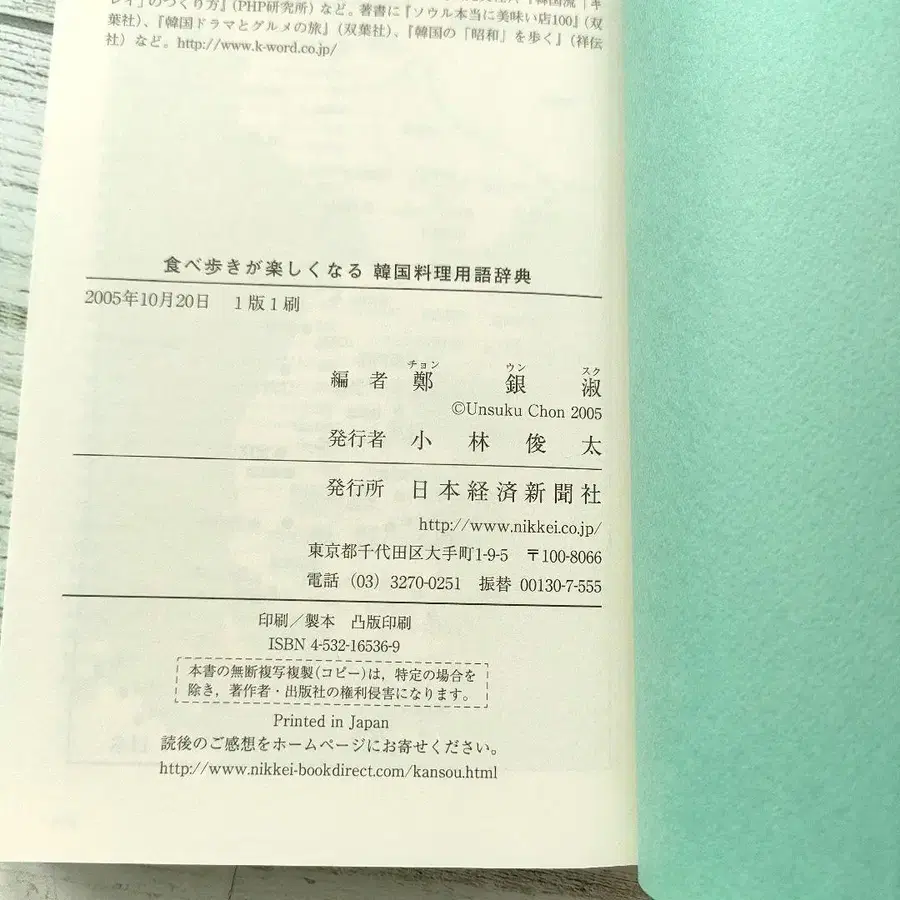 レイ」のつくり方』(PHP研究所)など。著書に『ソウル本当に美味い店100』(双
葉社)、『韓国ドラマとグルメの旅』(双葉社)、『韓国の「昭和」を歩く』(祥伝
社)など。http://www.k-word.co.jp/
食べ歩きが楽しくなる 韓国料理用語辞典
2005年10月20日 1版1刷
チョン ウン スク
編者 鄭 銀 淑
©Unsuku Chon 2005
発行者 小林俊太
発行所 日本経済新聞社
http://www.nikkei.co.jp/
東京都千代田区大手町1-9-5 〒100-8066
電話(03)3270-0251 振替 00130-7-555
印刷/製本 凸版印刷
ISBN 4-532-16536-9
本書の無断複写複製(コピー)は,特定の場合を
除き,著作者・出版社の権利侵害になります。
Printed in Japan
読後のご感想をホームページにお寄せください。
http://www.nikkei-bookdirect.com/kansou.html